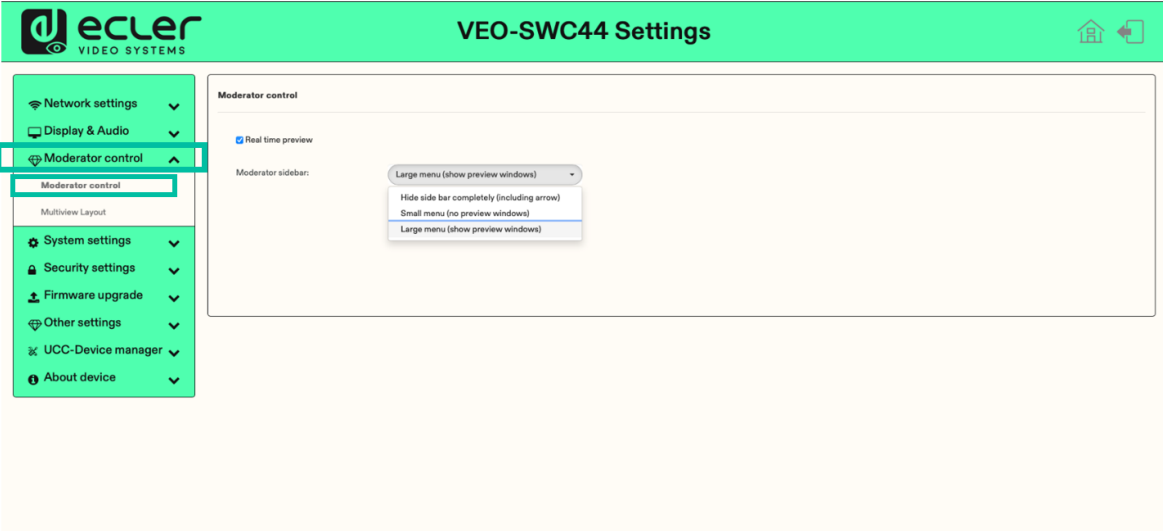 ecler
VIDEO SYSTEMS
VEO-SWC44 Settings
Network settings
Display & Audio
Moderator control
Moderator control
Multiview Layout
System settings
Security settings
Firmware upgrade
Other settings
UCC-Device manager
About device
Moderator control
Real time preview
Moderator sidebar:
Large menu (show preview windows)
Hide side bar completely (including arrow)
Small menu (no preview windows)
Large menu (show preview windows)